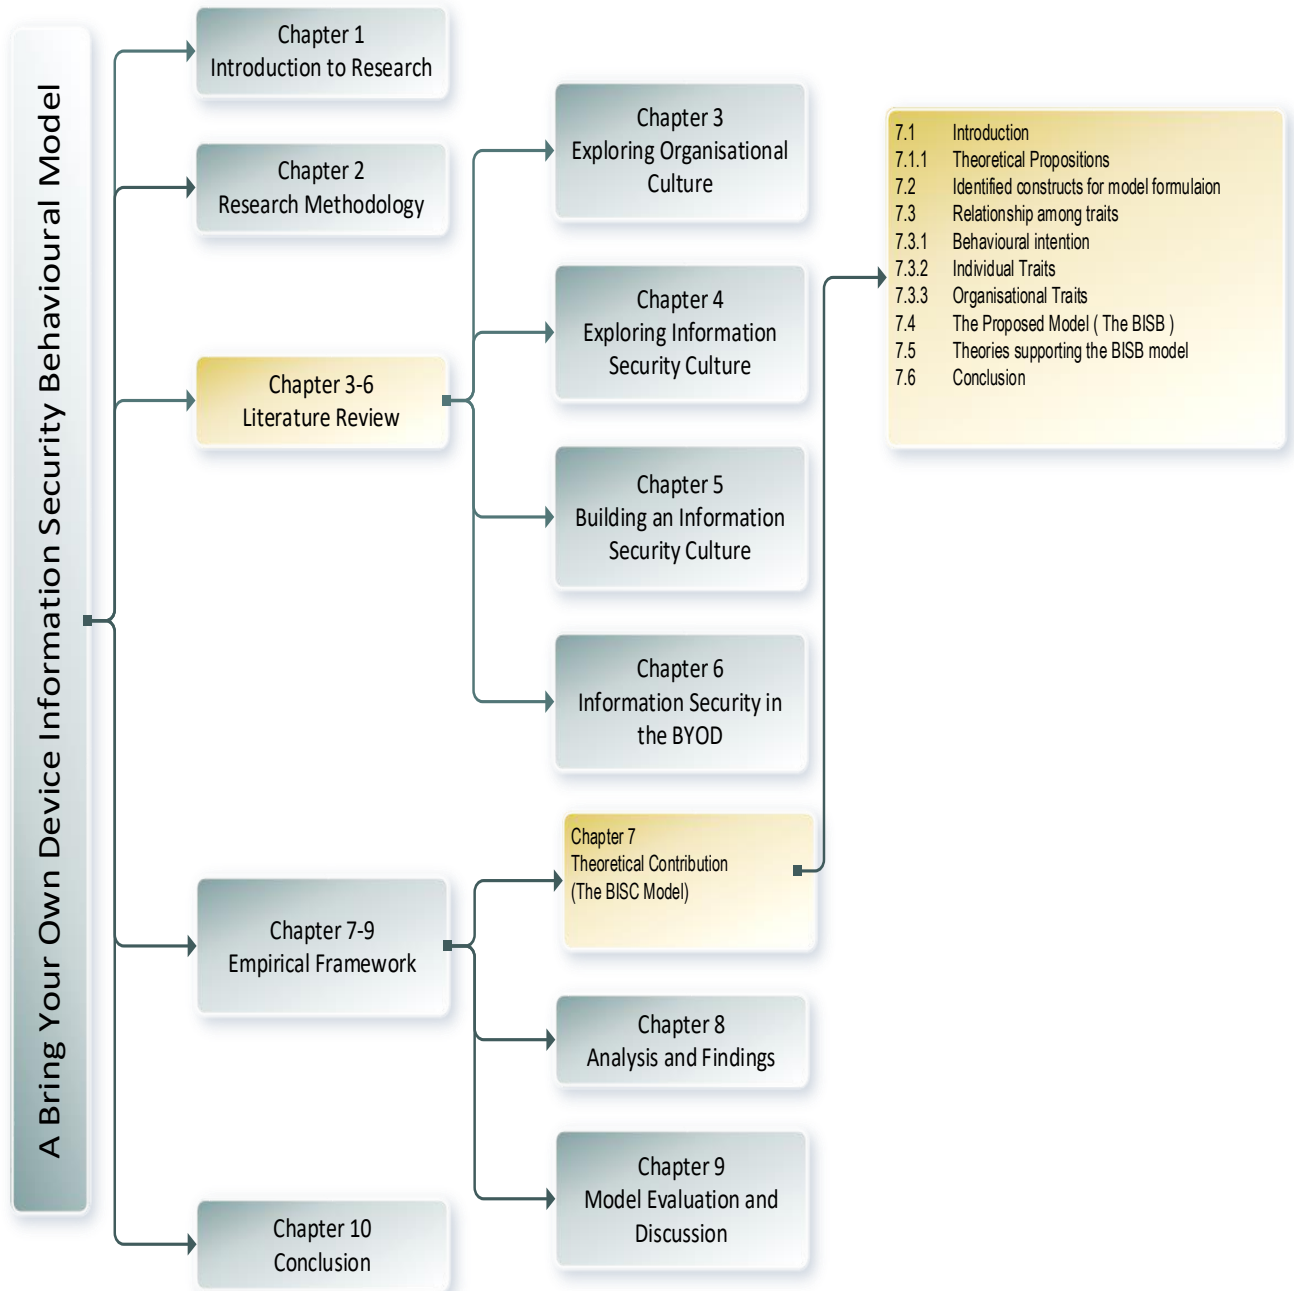 A Bring Your Own Device Information Security Behavioural Model
Chapter 1
Introduction to Research
Chapter 2
Research Methodology
Chapter 3-6
Literature Review
Chapter 7-9
Empirical Framework
Chapter 10
Conclusion
Chapter 3
Exploring Organisational
Culture
Chapter 4
Exploring Information
Security Culture
Chapter 5
Building an Information
Security Culture
Chapter 6
Information Security in
the BYOD
Chapter 7
Theoretical Contribution
(The BISC Model)
Chapter 8
Analysis and Findings
Chapter 9
Model Evaluation and
Discussion
7.1 Introduction
7.1.1 Theoretical Propositions
7.2 Identified constructs for model formulaion
7.3 Relationship among traits
7.3.1 Behavioural intention
7.3.2 Individual Traits
7.3.3 Organisational Traits
7.4 The Proposed Model ( The BISB )
7.5 Theories supporting the BISB model
7.6 Conclusion